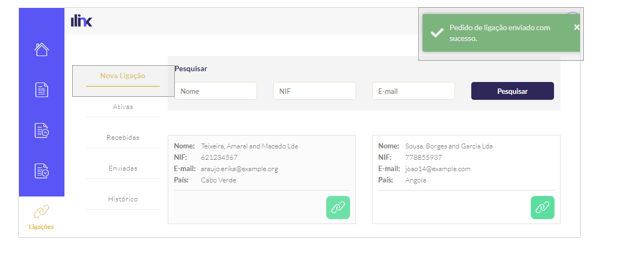 ilink
Pedido de ligação enviado com
sucesso.
×
Nova Ligação
Ativas
Recebidas
Enviadas
Histórico
Ligações
Pesquisar
Nome
NIF
E-mail
Pesquisar
Nome: Teixeira, Amaral and Macedo Lda
NIF: 621234567
E-mail: araujo.erika@example.org
País: Cabo Verde
Nome: Sousa, Borges and Garcia Lda
NIF: 778855937
E-mail: joao14@example.com
País: Angola